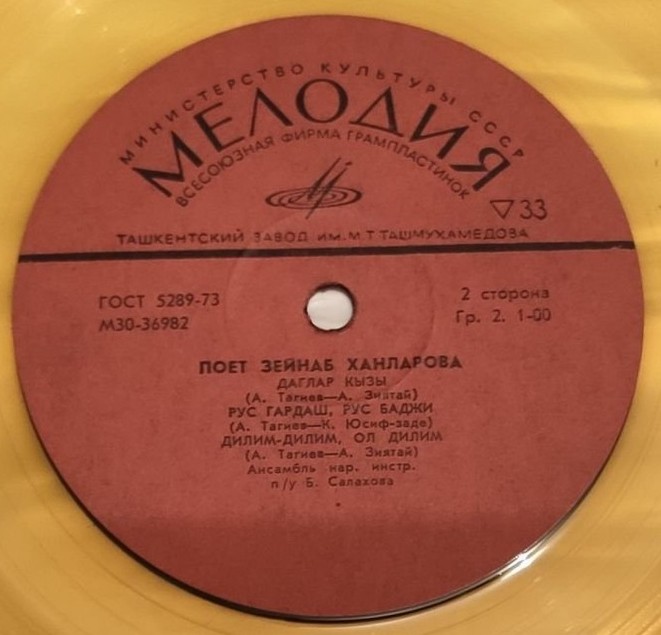 МИНИСТЕРСТВО КУЛЬТУРЫ СССР
МЕЛОДИЯ
ВСЕСОЮЗНАЯ ФИРМА ГРАМПЛАСТИНОК
▽33
ТАШКЕНТСКИЙ ЗАВОД ИМ. М. Т ТАШМУХАМЕДОВА
ГОСТ 5289-73
М30-36982
2 сторона
Гр. 2. 1-00
ПОЕТ ЗЕЙНАБ ХАНЛАРОВА
ДАГЛАР КЫЗЫ
(А. Тагиев—А. Зиятай)
РУС ГАРДАШ, РУС БАДЖИ
(А. Тагиев—К. Юсиф-заде)
ДИЛИМ-ДИЛИМ, ОЛ ДИЛИМ
(А. Тагиев—А. Зиятай)
Ансамбль нар. инстр.
п/у Б. Салахова